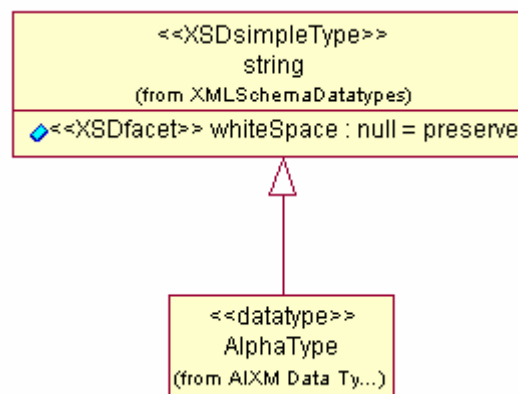 <<XSDsimpleType>>
string
(from XMLSchemaDatatypes)
<<XSDfacet>> whiteSpace : null = preserve
<<datatype>>
AlphaType
(from AIXM Data Ty...)